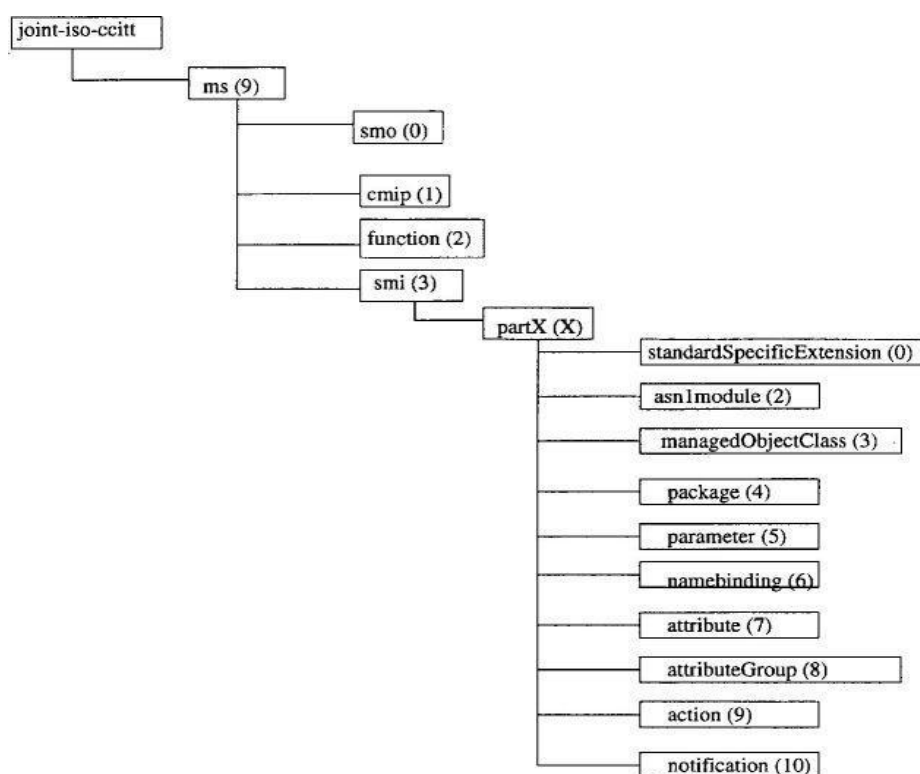 joint-iso-ccitt
ms (9)
smo (0)
cmip (1)
function (2)
smi (3)
partX (X)
standardSpecificExtension (0)
asn1module (2)
managedObjectClass (3)
package (4)
parameter (5)
namebinding (6)
attribute (7)
attributeGroup (8)
action (9)
notification (10)